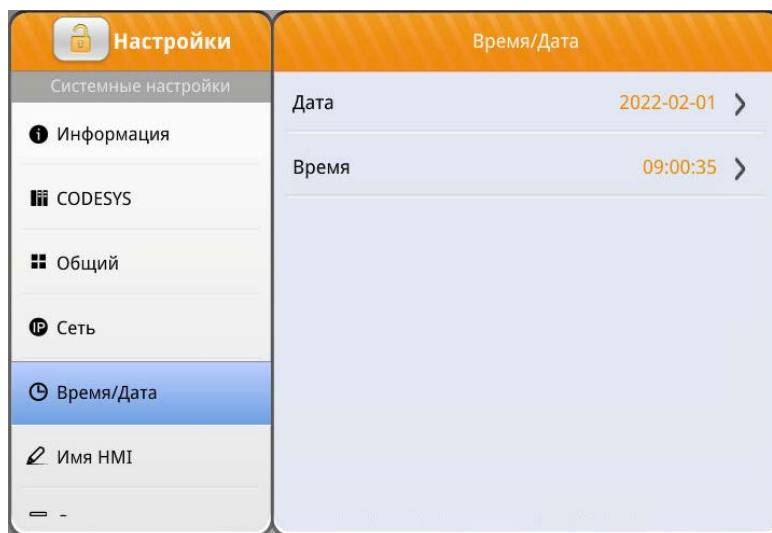 Настройки
Системные настройки
Информация
CODESYS
Общий
IP Сеть
Время/Дата
Имя HMI
Время/Дата
Дата 2022-02-01
Время 09:00:35